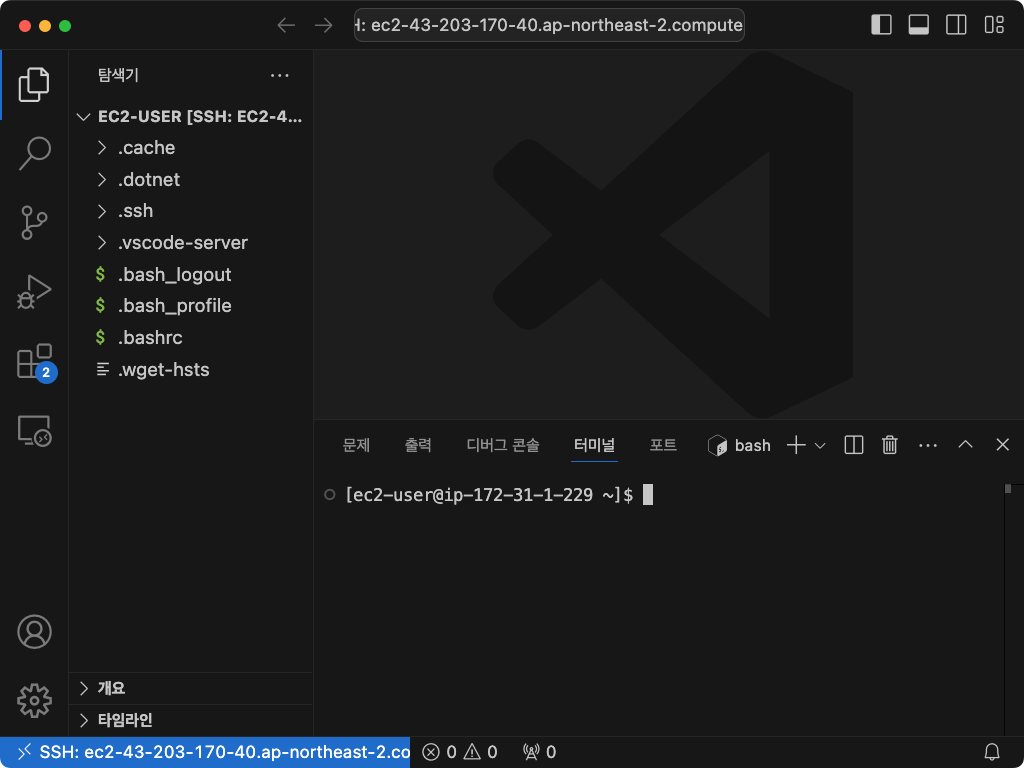 H: ec2-43-203-170-40.ap-northeast-2.compute
탐색기
EC2-USER [SSH: EC2-4...
.cache
.dotnet
.ssh
.vscode-server
$ .bash_logout
$ .bash_profile
$ .bashrc
.wget-hsts
2
개요
타임라인
문제 출력 디버그 콘솔 터미널 포트 bash
[ec2-user@ip-172-31-1-229 ~]$
SSH: ec2-43-203-170-40.ap-northeast-2.co 0 0 0